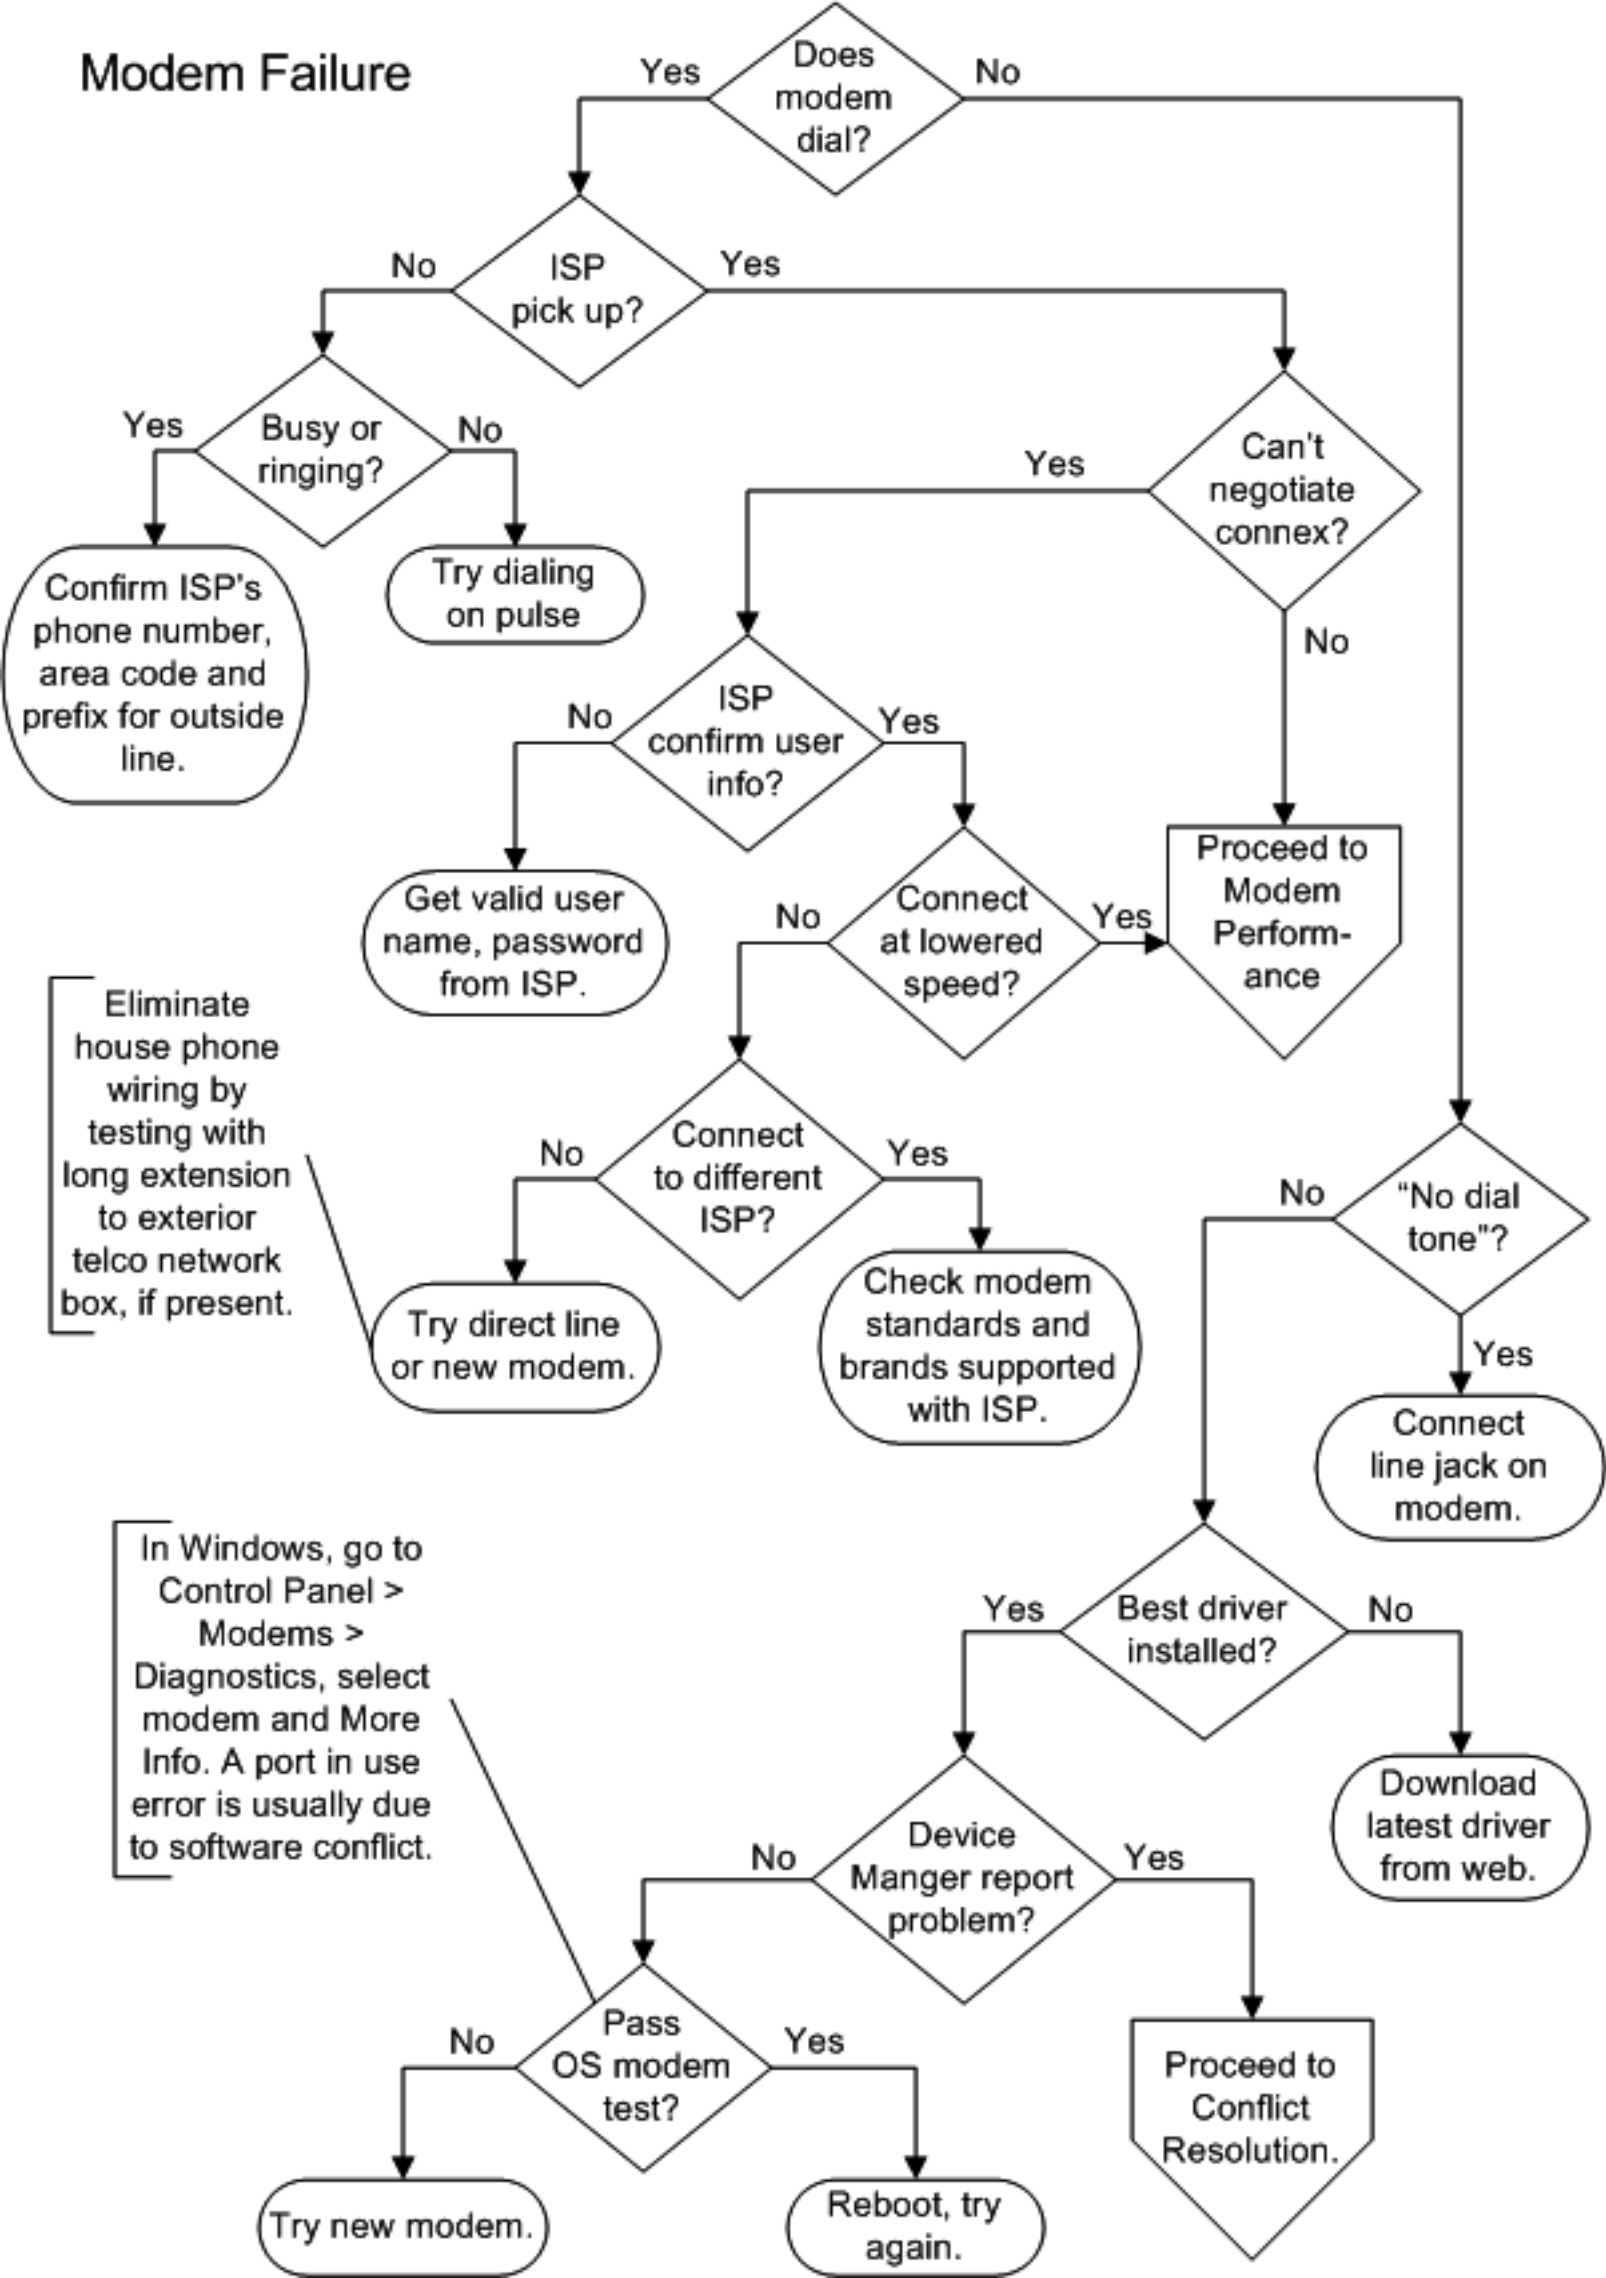 Modem Failure
Does
modem
dial?
Yes
No
ISP
pick up?
No
Yes
Busy or
ringing?
Yes
No
Can't
negotiate
connex?
Yes
No
Confirm ISP's
phone number,
area code and
prefix for outside
line.
Try dialing
on pulse
ISP
confirm user
info?
No
Yes
Get valid user
name, password
from ISP.
Connect
at lowered
speed?
No
Yes
Proceed to
Modem
Perform-
ance
Eliminate
house phone
wiring by
testing with
long extension
to exterior
telco network
box, if present.
Connect
to different
ISP?
No
Yes
Try direct line
or new modem.
Check modem
standards and
brands supported
with ISP.
“No dial
tone”?
No
Yes
Connect
line jack on
modem.
Best driver
installed?
Yes
No
Download
latest driver
from web.
In Windows, go to
Control Panel >
Modems >
Diagnostics, select
modem and More
Info. A port in use
error is usually due
to software conflict.
Device
Manger report
problem?
No
Yes
Pass
OS modem
test?
No
Yes
Proceed to
Conflict
Resolution.
Try new modem.
Reboot, try
again.